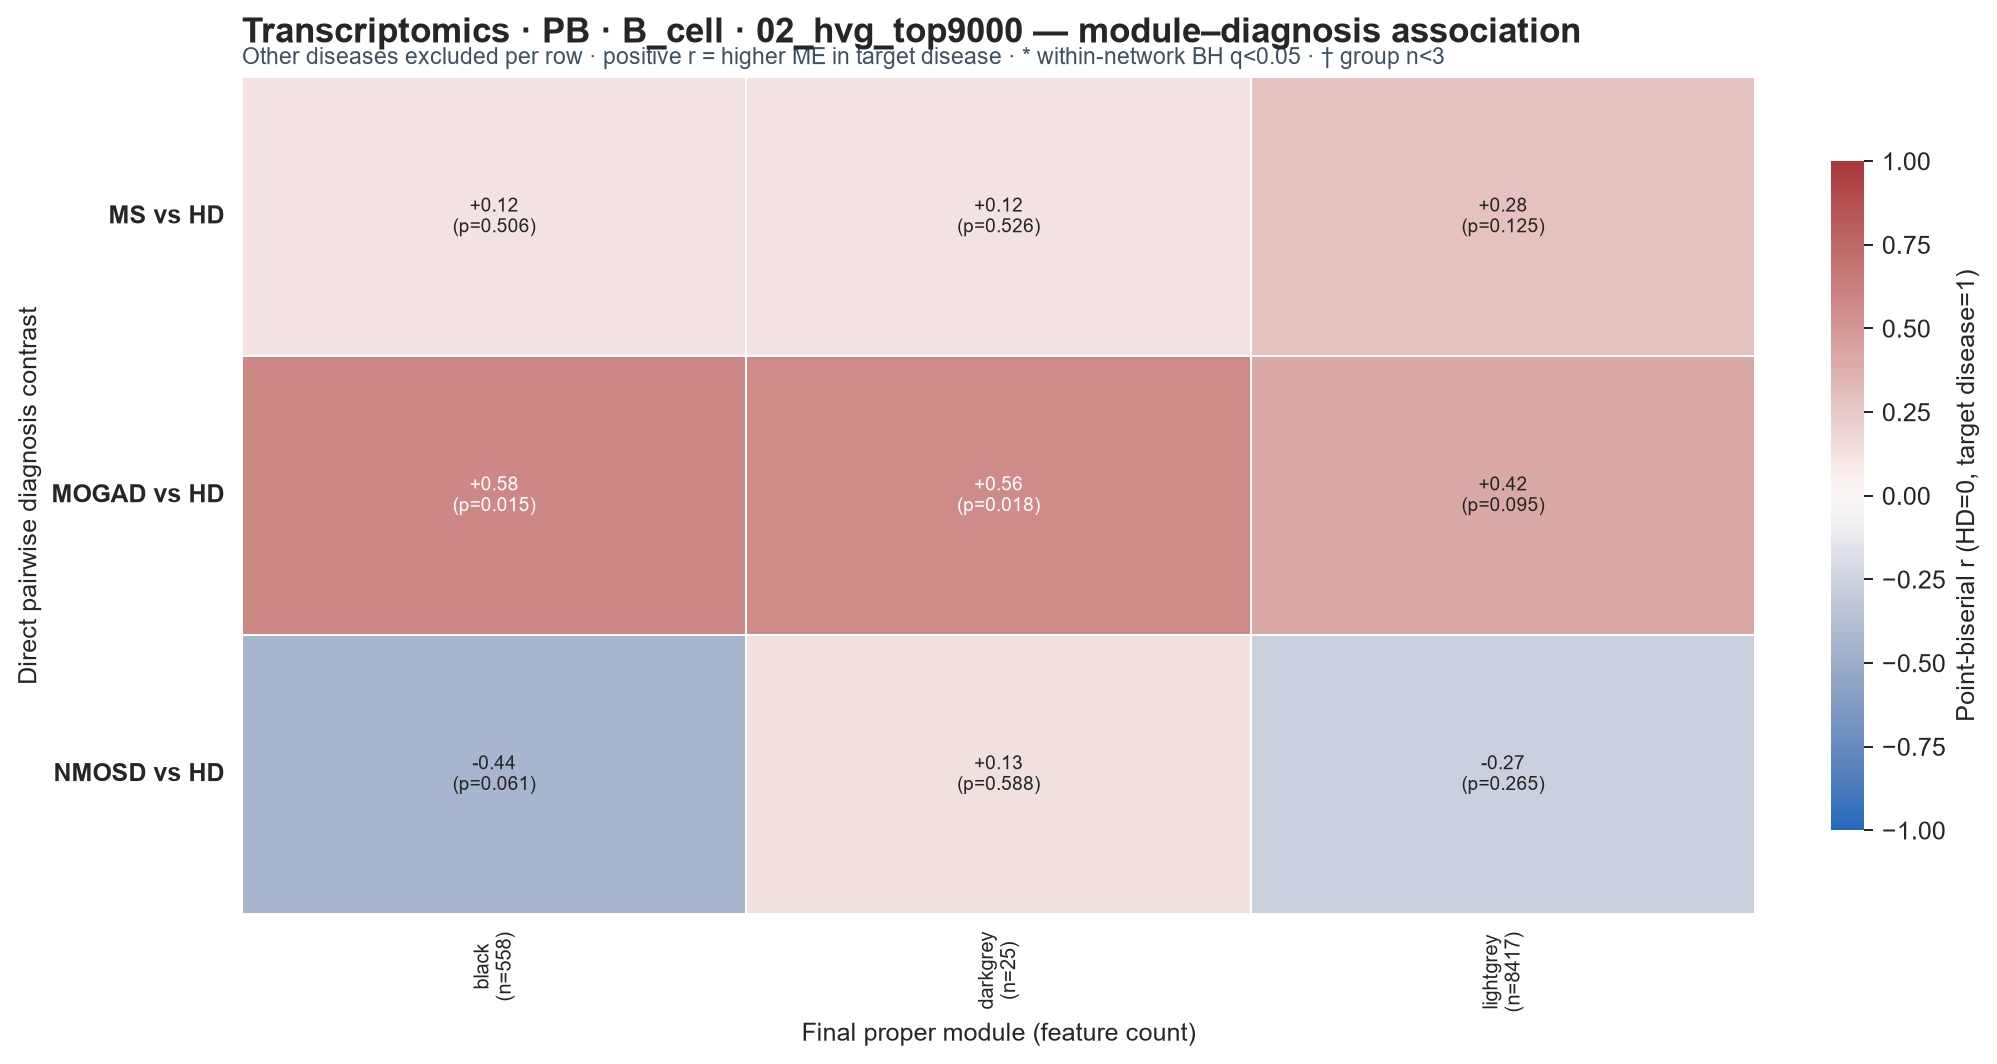 Transcriptomics · PB · B_cell · 02_hvg_top9000 — module–diagnosis association
Other diseases excluded per row · positive r = higher ME in target disease · * within-network BH q<0.05 · † group n<3
Direct pairwise diagnosis contrast
MS vs HD
+0.12
(p=0.506)
+0.12
(p=0.526)
+0.28
(p=0.125)
MOGAD vs HD
+0.58
(p=0.015)
+0.56
(p=0.018)
+0.42
(p=0.095)
NMOSD vs HD
-0.44
(p=0.061)
+0.13
(p=0.588)
-0.27
(p=0.265)
black
(n=558)
darkgrey
(n=25)
lightgrey
(n=8417)
Final proper module (feature count)
1.00
0.75
0.50
0.25
0.00
−0.25
−0.50
−0.75
−1.00
Point-biserial r (HD=0, target disease=1)